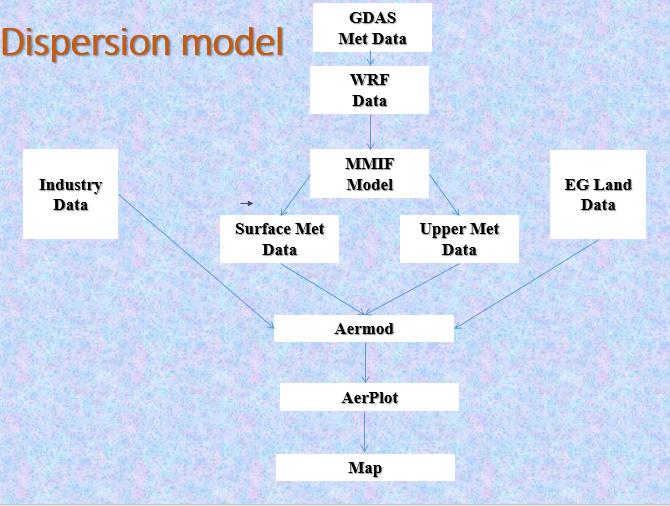 Dispersion model
GDAS
Met Data
WRF
Data
MMIF
Model
Industry
Data
EG Land
Data
Surface Met
Data
Upper Met
Data
Aermod
AerPlot
Map